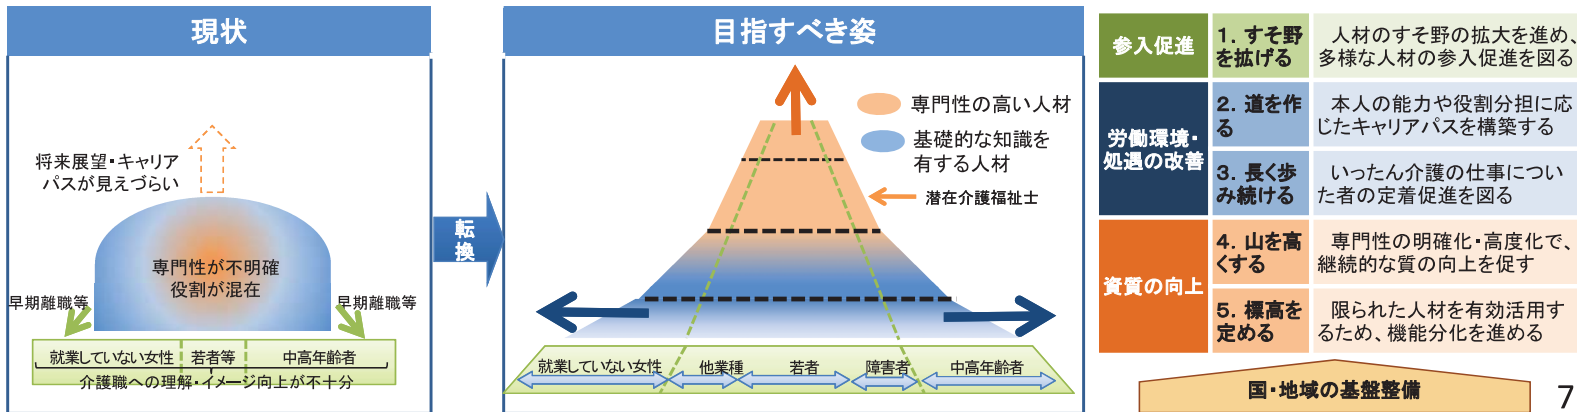 現状
将来展望・キャリア
パスが見えづらい
専門性が不明確
役割が混在
早期離職等
早期離職等
就業していない女性
若者等
中高年齢者
介護職への理解・イメージ向上が不十分
転換
目指すべき姿
専門性の高い人材
基礎的な知識を
有する人材
潜在介護福祉士
就業していない女性
他業種
若者
障害者
中高年齢者
参入促進
1．すそ野
を拡げる
人材のすそ野の拡大を進め、
多様な人材の参入促進を図る
労働環境・
処遇の改善
2．道を作
る
本人の能力や役割分担に応
じたキャリアパスを構築する
3．長く歩
み続ける
いったん介護の仕事につい
た者の定着促進を図る
資質の向上
4．山を高
くする
専門性の明確化・高度化で、
継続的な質の向上を促す
5．標高を
定める
限られた人材を有効活用す
るため、機能分化を進める
国・地域の基盤整備
7